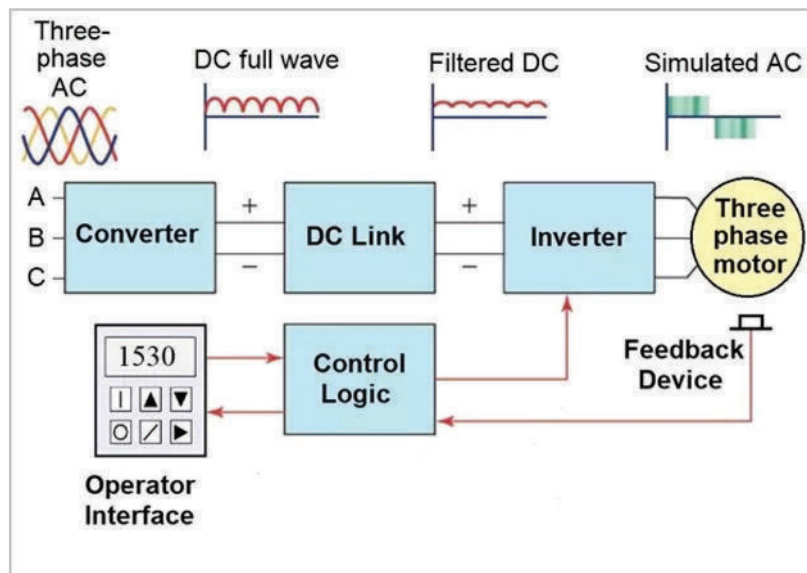 Three-
phase
AC
DC full wave
Filtered DC
Simulated AC
A
B
C
Converter
+
−
DC Link
+
−
Inverter
Three
phase
motor
1530
Control
Logic
Feedback
Device
Operator
Interface